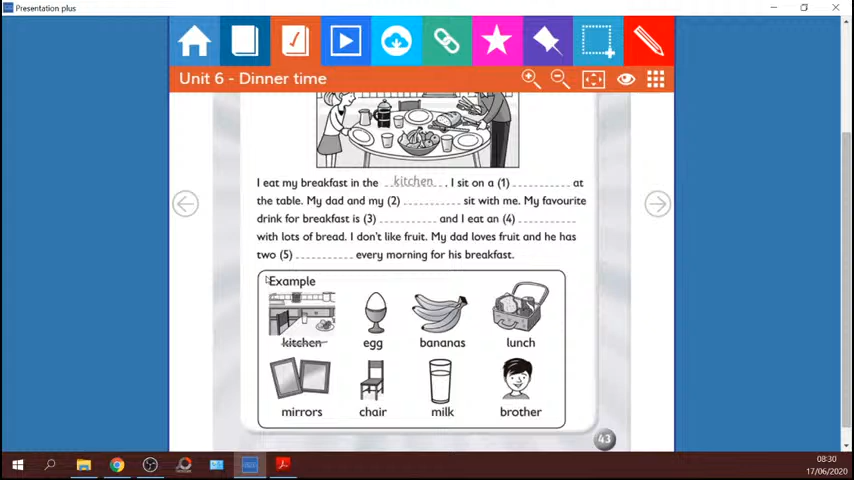 Presentation plus
Unit 6 - Dinner time
I eat my breakfast in the kitchen. I sit on a (1) __________ at
the table. My dad and my (2) __________ sit with me. My favourite
drink for breakfast is (3) __________ and I eat an (4) __________
with lots of bread. I don't like fruit. My dad loves fruit and he has
two (5) __________ every morning for his breakfast.
Example
kitchen egg bananas lunch
mirrors chair milk brother
43
08:30
17/06/2020